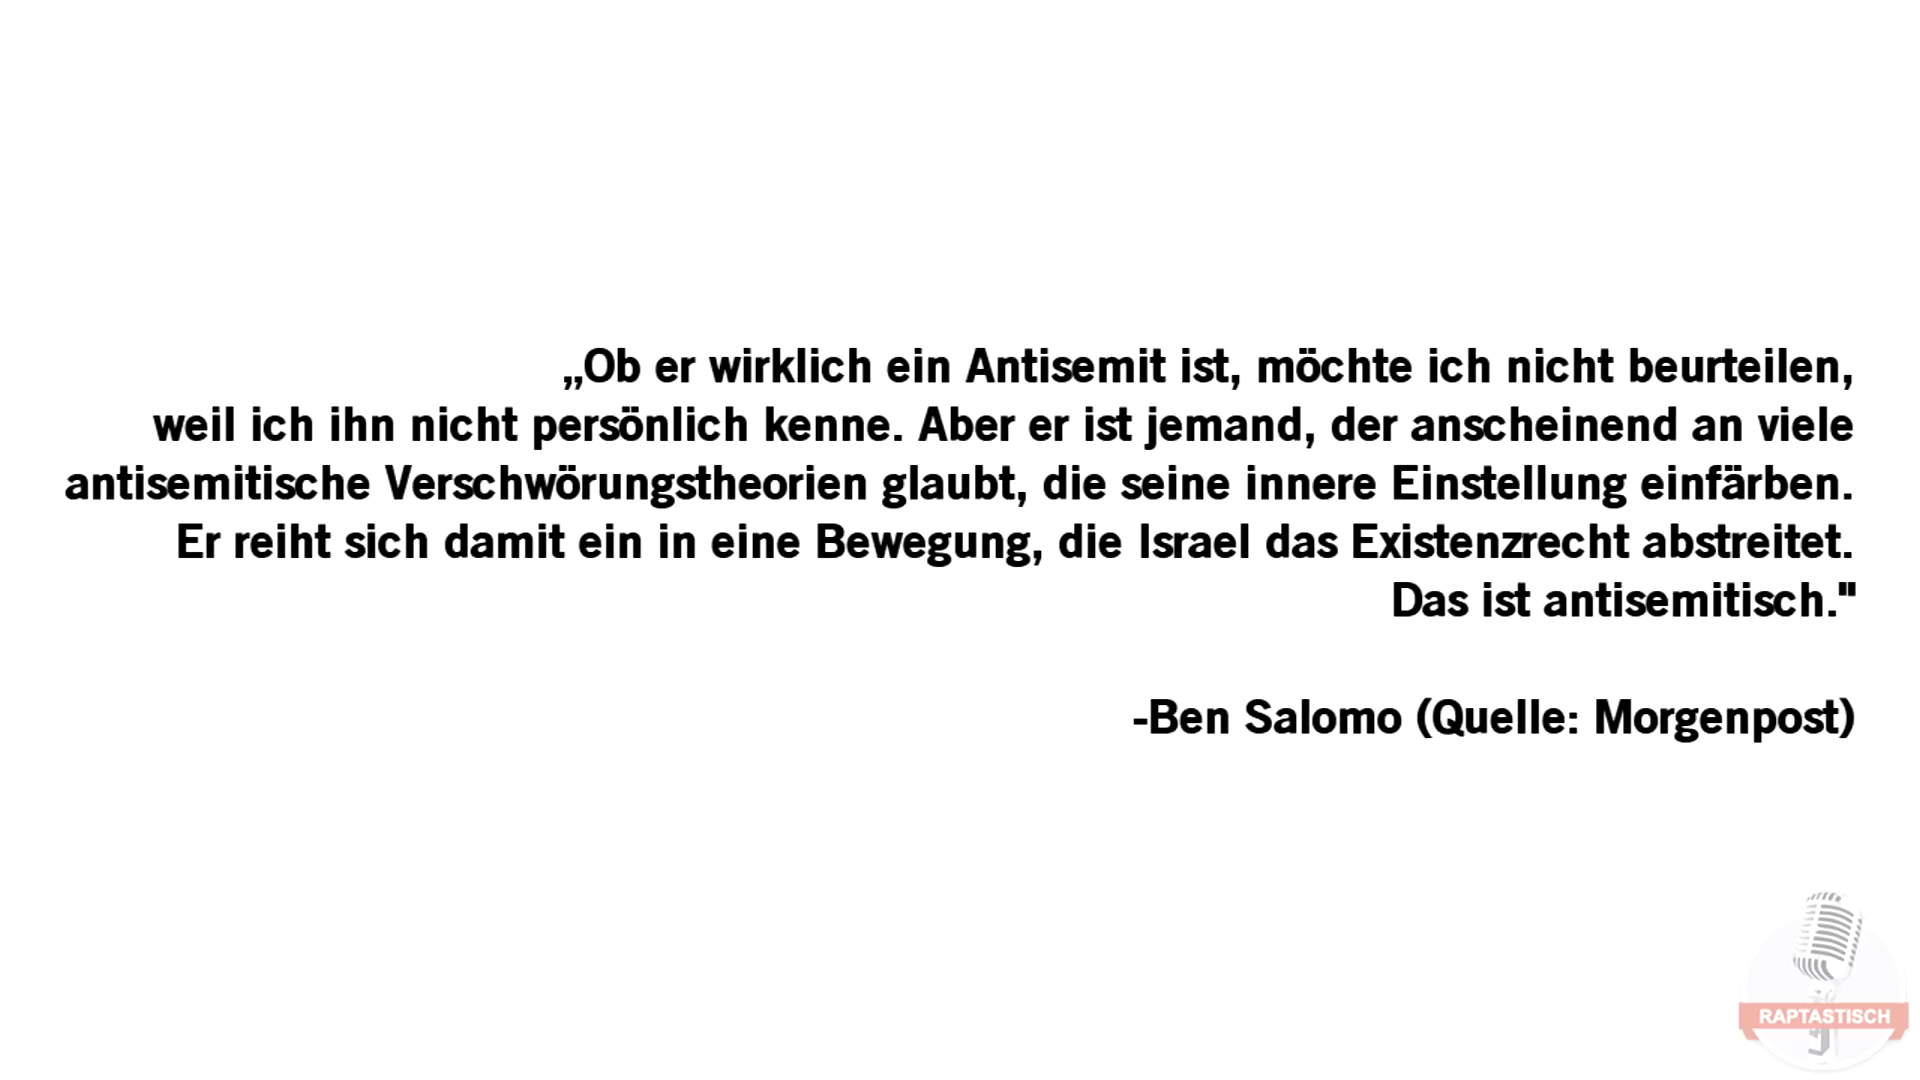 „Ob er wirklich ein Antisemit ist, möchte ich nicht beurteilen,
weil ich ihn nicht persönlich kenne. Aber er ist jemand, der anscheinend an viele
antisemitische Verschwörungstheorien glaubt, die seine innere Einstellung einfärben.
Er reiht sich damit ein in eine Bewegung, die Israel das Existenzrecht abstreitet.
Das ist antisemitisch."
-Ben Salomo (Quelle: Morgenpost)
RAPTASTISCH